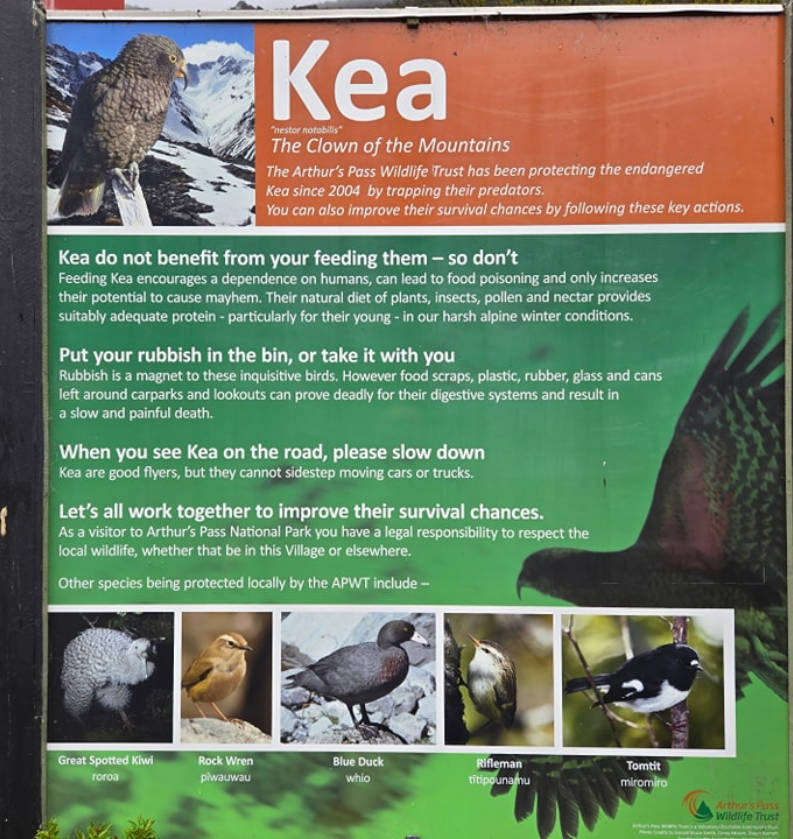 Kea
"nestor notabilis"
The Clown of the Mountains
The Arthur's Pass Wildlife Trust has been protecting the endangered
Kea since 2004 by trapping their predators.
You can also improve their survival chances by following these key actions.
Kea do not benefit from your feeding them – so don't
Feeding Kea encourages a dependence on humans, can lead to food poisoning and only increases
their potential to cause mayhem. Their natural diet of plants, insects, pollen and nectar provides
suitably adequate protein - particularly for their young - in our harsh alpine winter conditions.
Put your rubbish in the bin, or take it with you
Rubbish is a magnet to these inquisitive birds. However food scraps, plastic, rubber, glass and cans
left around carparks and lookouts can prove deadly for their digestive systems and result in
a slow and painful death.
When you see Kea on the road, please slow down
Kea are good flyers, but they cannot sidestep moving cars or trucks.
Let's all work together to improve their survival chances.
As a visitor to Arthur's Pass National Park you have a legal responsibility to respect the
local wildlife, whether that be in this Village or elsewhere.
Other species being protected locally by the APWT include –
Great Spotted Kiwi
roroa
Rock Wren
pīwauwau
Blue Duck
whio
Rifleman
tītipounamu
Tomtit
miromiro
Arthur's Pass
Wildlife Trust